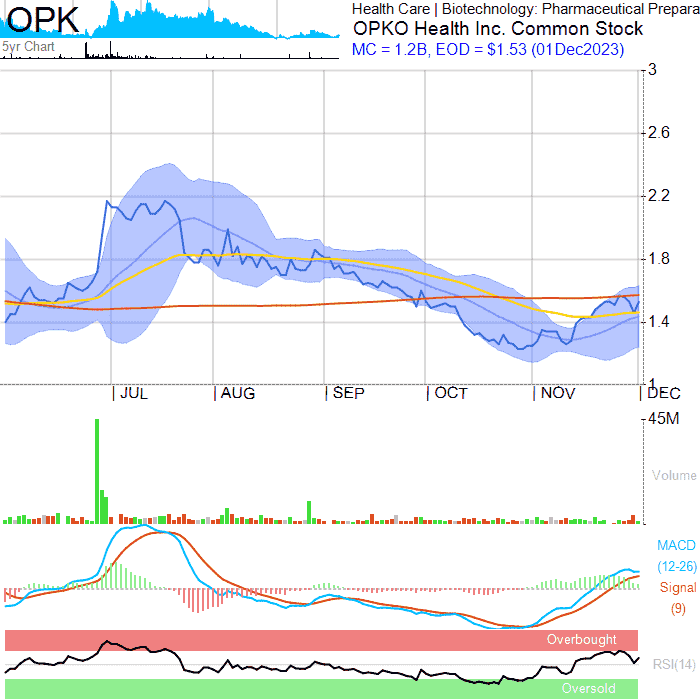 OPK
5yr Chart
Health Care | Biotechnology: Pharmaceutical Prepara
OPKO Health Inc. Common Stock
MC = 1.2B, EOD = $1.53 (01Dec2023)
3
2.6
2.2
1.8
1.4
1
JUL AUG SEP OCT NOV DEC
45M
Volume
MACD
(12-26)
Signal
(9)
Overbought
RSI(14)
Oversold